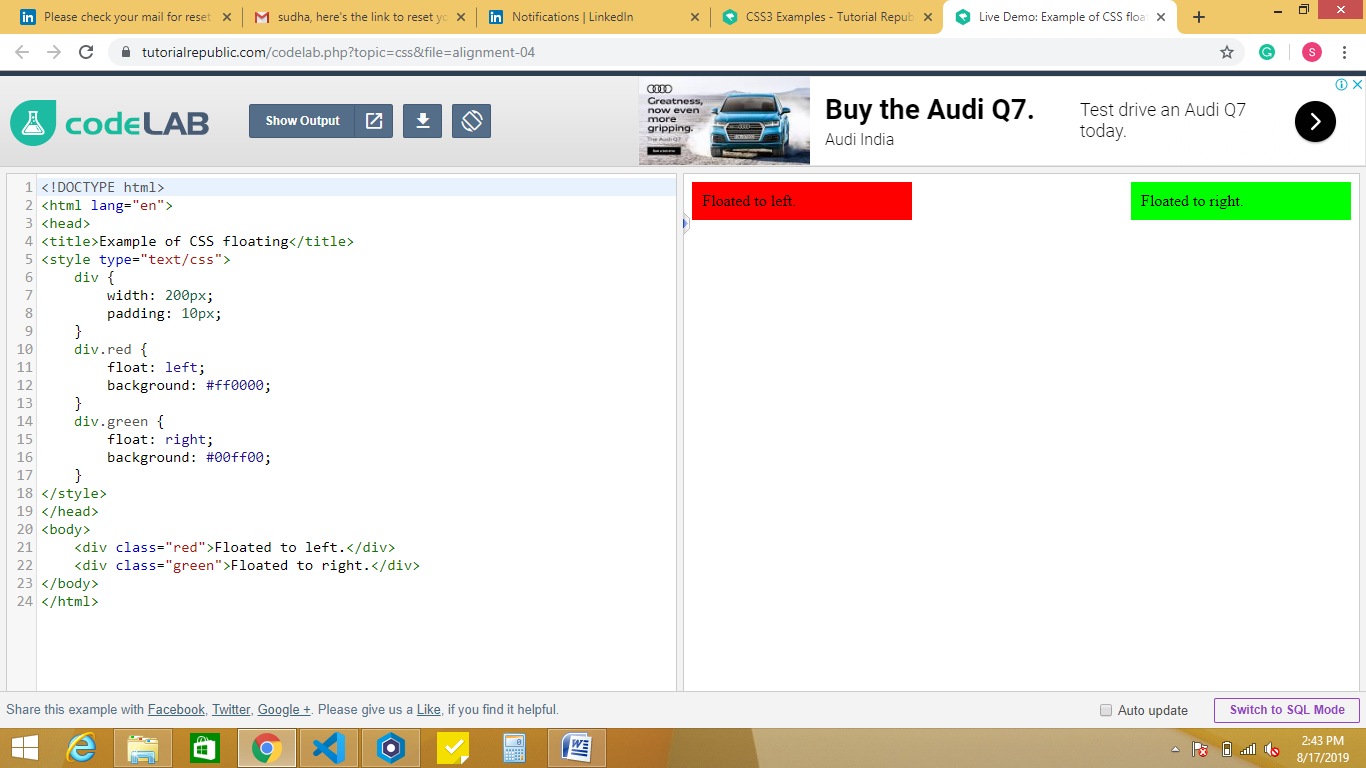 Please check your mail for reset
sudha, here's the link to reset yo
Notifications | LinkedIn
CSS3 Examples - Tutorial Repub
Live Demo: Example of CSS floa
tutorialrepublic.com/codelab.php?topic=css&file=alignment-04
S
codeLAB
Show Output
Greatness,
now even
more
gripping.
The Audi Q7
Buy the Audi Q7.
Audi India
Test drive an Audi Q7
today.
1 <!DOCTYPE html>
2 <html lang="en">
3 <head>
4 <title>Example of CSS floating</title>
5 <style type="text/css">
6 div {
7 width: 200px;
8 padding: 10px;
9 }
10 div.red {
11 float: left;
12 background: #ff0000;
13 }
14 div.green {
15 float: right;
16 background: #00ff00;
17 }
18 </style>
19 </head>
20 <body>
21 <div class="red">Floated to left.</div>
22 <div class="green">Floated to right.</div>
23 </body>
24 </html>
Floated to left.
Floated to right.
Share this example with Facebook, Twitter, Google +. Please give us a Like, if you find it helpful.
Auto update
Switch to SQL Mode
2:43 PM
8/17/2019